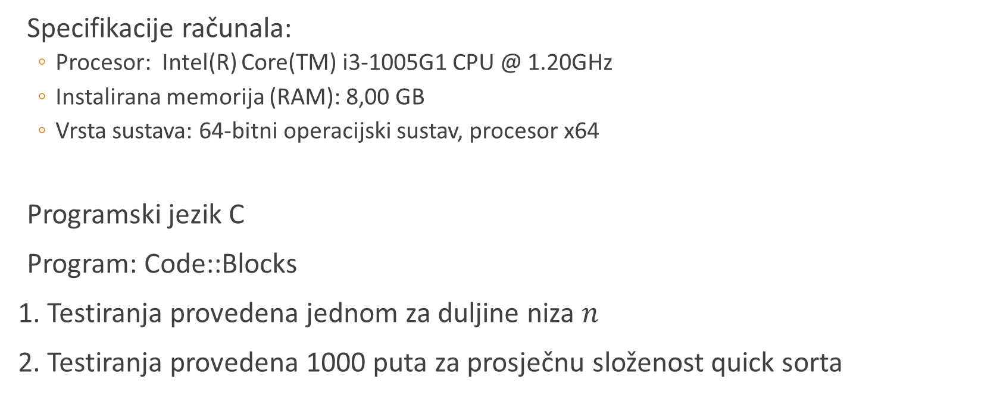 Specifikacije računala:
◦ Procesor: Intel(R) Core(TM) i3-1005G1 CPU @ 1.20GHz
◦ Instalirana memorija (RAM): 8,00 GB
◦ Vrsta sustava: 64-bitni operacijski sustav, procesor x64
Programski jezik C
Program: Code::Blocks
1. Testiranja provedena jednom za duljine niza 𝑛
2. Testiranja provedena 1000 puta za prosječnu složenost quick sorta